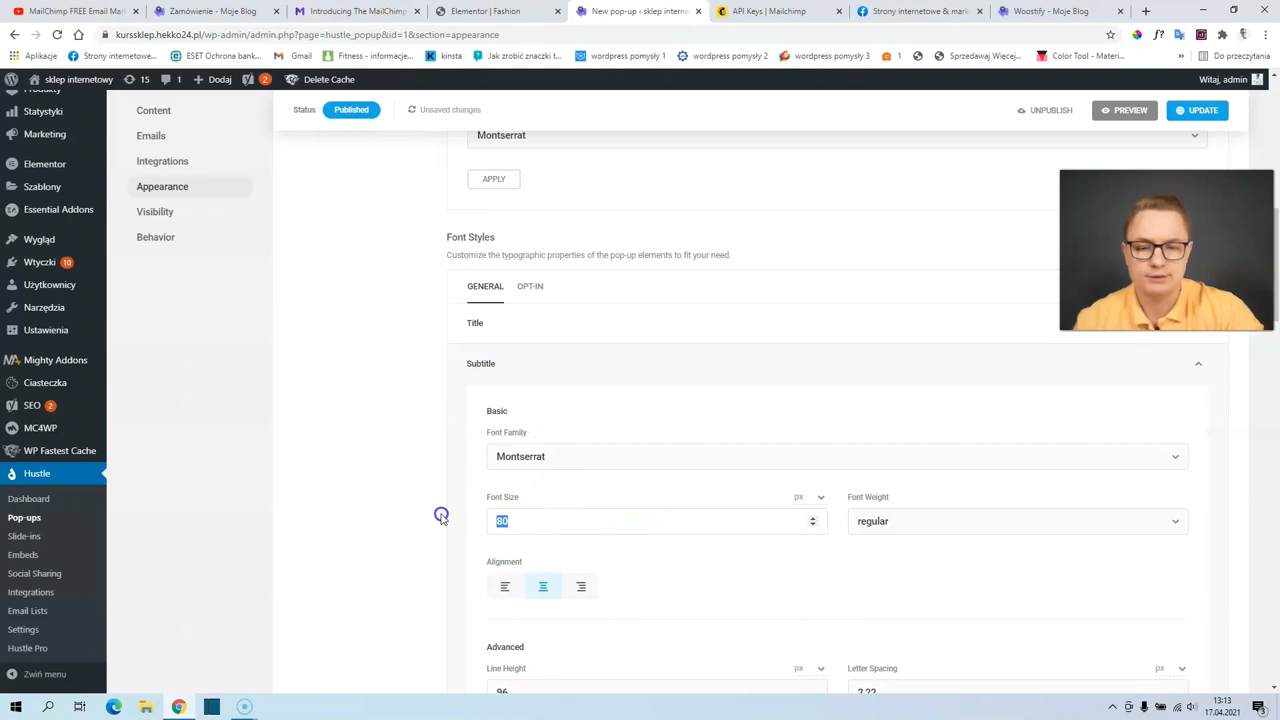 Zamówienie - Moje Blog
Introducing The MailChimp
Elementor | Fundesk
New pop-up ‹ sklep interne
API Keys | Mailchimp
Strony internetowe & mark
Woostify – Moje Blog
kurssklep.hekko24.pl/wp-admin/admin.php?page=hustle_popup&id=1&section=appearance
Aplikacje
Strony internetowe...
ESET Ochrona bank...
Gmail
Fitness - informacje...
kinsta
Jak zrobić znaczki t...
wordpress pomysły 1
wordpress pomysły 2
wordpress pomysły 3
1
Sprzedawaj Więcej...
Color Tool - Materi...
»
Do przeczytania
sklep internetowy
15
1
+ Dodaj
2
Delete Cache
Witaj, admin
Statystyki
Marketing
Elementor
Szablony
Essential Addons
Wygląd
Wtyczki 10
Użytkownicy
Narzędzia
Ustawienia
Mighty Addons
Ciasteczka
SEO 2
MC4WP
WP Fastest Cache
Hustle
Dashboard
Pop-ups
Slide-ins
Embeds
Social Sharing
Integrations
Email Lists
Settings
Hustle Pro
Zwiń menu
Content
Emails
Integrations
Appearance
Visibility
Behavior
Status
Published
Unsaved changes
UNPUBLISH
PREVIEW
UPDATE
Montserrat
APPLY
Font Styles
Customize the typographic properties of the pop-up elements to fit your need.
GENERAL
OPT-IN
Title
Subtitle
Basic
Font Family
Montserrat
Font Size
px
Font Weight
80
regular
Alignment
Advanced
Line Height
px
Letter Spacing
px
96
2.22
13:13
17.04.2021
3